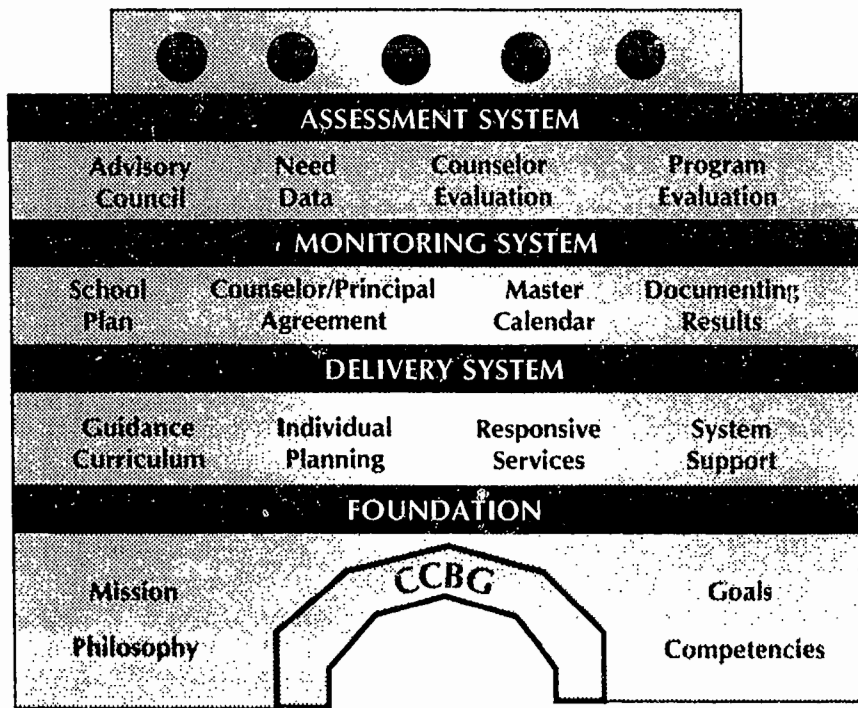 ASSESSMENT SYSTEM
Advisory Council
Need Data
Counselor Evaluation
Program Evaluation
MONITORING SYSTEM
School Plan
Counselor/Principal Agreement
Master Calendar
Documenting Results
DELIVERY SYSTEM
Guidance Curriculum
Individual Planning
Responsive Services
System Support
FOUNDATION
CCBG
Mission
Philosophy
Goals
Competencies